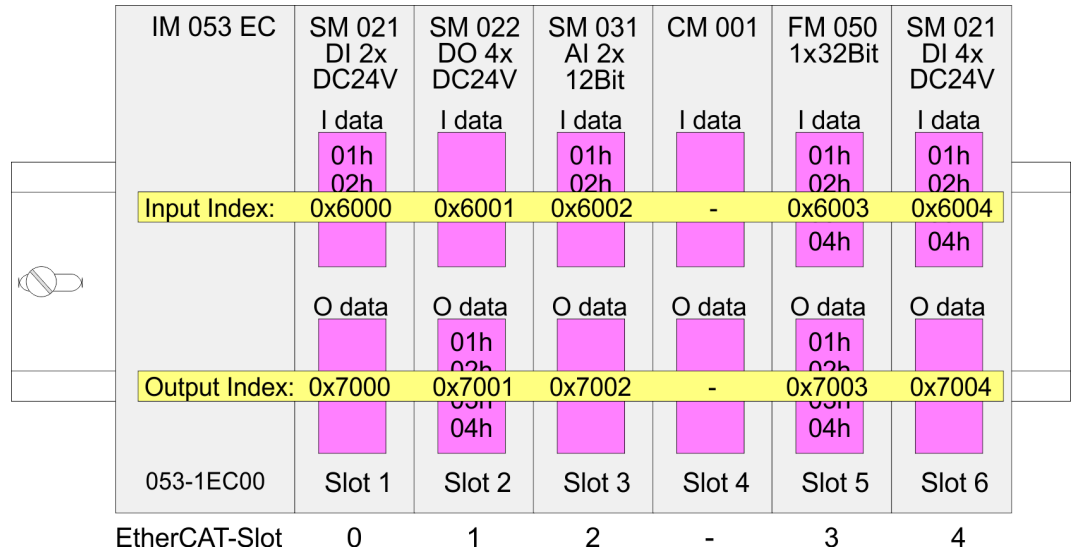 IM 053 EC SM 021 SM 022 SM 031 CM 001 FM 050 SM 021
DI 2x DO 4x AI 2x 1x32Bit DI 4x
DC24V DC24V 12Bit DC24V
I data I data I data I data I data I data
01h 01h 01h 01h
02h 02h 02h 02h
Input Index: 0x6000 0x6001 0x6002 - 0x6003 0x6004
04h 04h
O data O data O data O data O data O data
01h 01h
02h 02h
Output Index: 0x7000 0x7001 0x7002 - 0x7003 0x7004
03h 03h
04h 04h
053-1EC00 Slot 1 Slot 2 Slot 3 Slot 4 Slot 5 Slot 6
EtherCAT-Slot 0 1 2 - 3 4